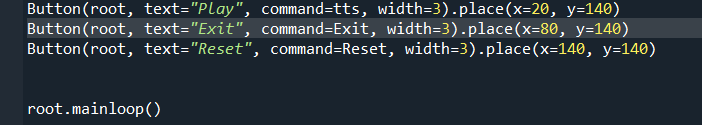 Button(root, text="Play", command=tts, width=3).place(x=20, y=140)
Button(root, text="Exit", command=Exit, width=3).place(x=80, y=140)
Button(root, text="Reset", command=Reset, width=3).place(x=140, y=140)
root.mainloop()